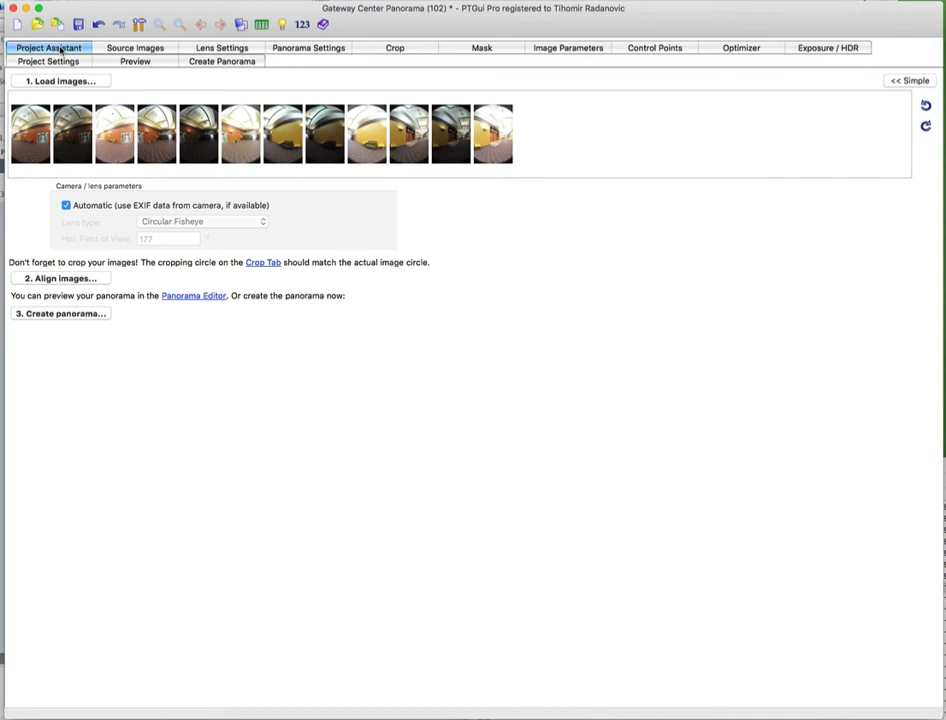 Gateway Center Panorama (102) * - PTGui Pro registered to Tihomir Radanovic
123
Project Assistant Source Images Lens Settings Panorama Settings Crop Mask Image Parameters Control Points Optimizer Exposure / HDR
Project Settings Preview Create Panorama
1. Load images... << Simple
Camera / lens parameters
Automatic (use EXIF data from camera, if available)
Lens type: Circular Fisheye
Hor. Field of View: 177 °
Don't forget to crop your images! The cropping circle on the Crop Tab should match the actual image circle.
2. Align images...
You can preview your panorama in the Panorama Editor. Or create the panorama now:
3. Create panorama...